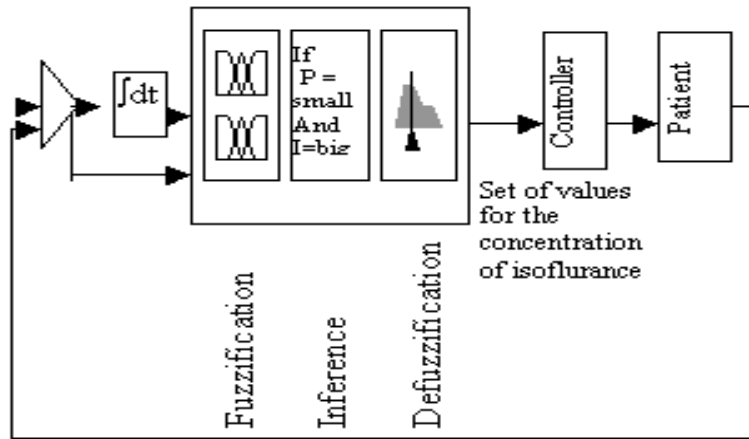 ∫dt
If
P =
small
And
I=big
Controller
Patient
Set of values
for the
concentration
of isoflurance
Fuzzification
Inference
Defuzzification